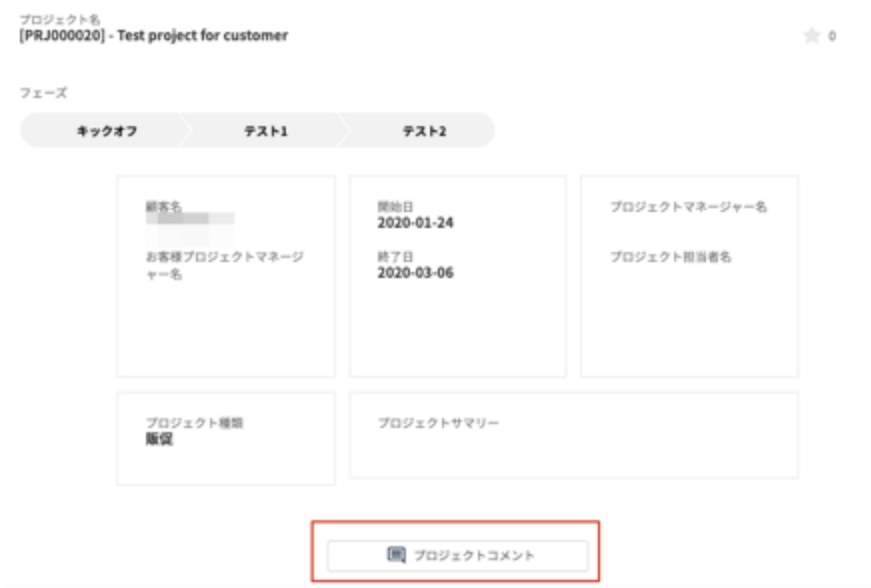 プロジェクト名
[PRJ000020] - Test project for customer
0
フェーズ
キックオフ
テスト1
テスト2
顧客名
お客様プロジェクトマネージ
ャー名
開始日
2020-01-24
終了日
2020-03-06
プロジェクトマネージャー名
プロジェクト担当者名
プロジェクト種類
販促
プロジェクトサマリー
プロジェクトコメント